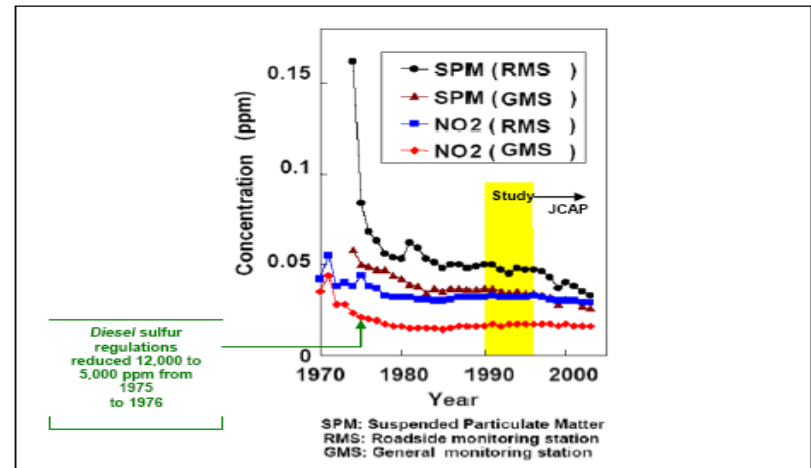 SPM (RMS )
SPM (GMS )
NO2 (RMS )
NO2 (GMS )
0.15
0.1
0.05
0
Concentration (ppm)
Study
JCAP
Diesel sulfur
regulations
reduced 12,000 to
5,000 ppm from
1975
to 1976
1970
1980
1990
2000
Year
SPM: Suspended Particulate Matter
RMS: Roadside monitoring station
GMS: General monitoring station